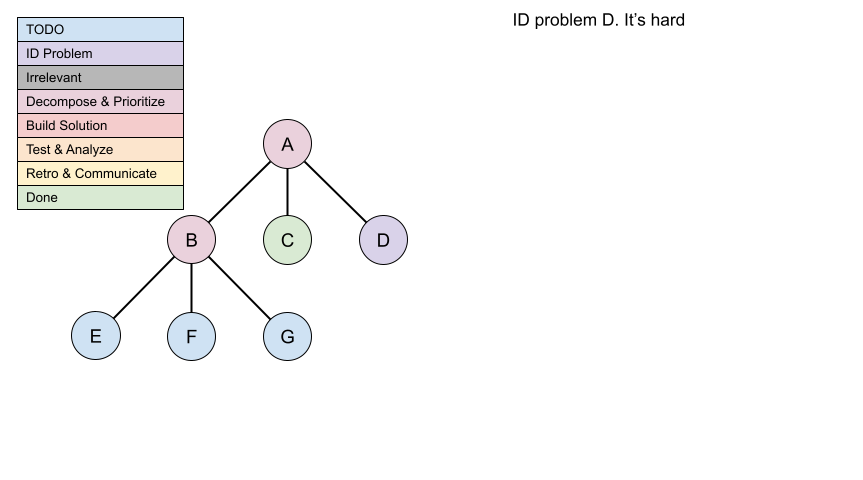 ID problem D. It’s hard
TODO
ID Problem
Irrelevant
Decompose & Prioritize
Build Solution
Test & Analyze
Retro & Communicate
Done
A
B
C
D
E
F
G